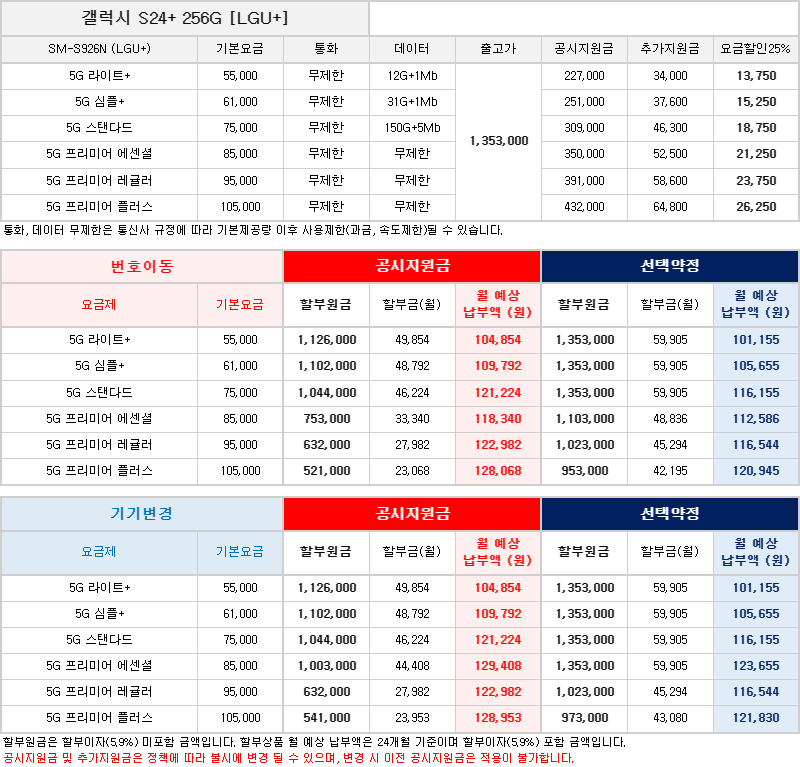 갤럭시 S24+ 256G [LGU+]
SM-S926N (LGU+) 기본요금 통화 데이터 출고가 공시지원금 추가지원금 요금할인25%
5G 라이트+ 55,000 무제한 12G+1Mb 227,000 34,000 13,750
5G 심플+ 61,000 무제한 31G+1Mb 251,000 37,600 15,250
5G 스탠다드 75,000 무제한 150G+5Mb 309,000 46,300 18,750
1,353,000
5G 프리미어 에센셜 85,000 무제한 무제한 350,000 52,500 21,250
5G 프리미어 레귤러 95,000 무제한 무제한 391,000 58,600 23,750
5G 프리미어 플러스 105,000 무제한 무제한 432,000 64,800 26,250
통화, 데이터 무제한은 통신사 규정에 따라 기본제공량 이후 사용제한(과금, 속도제한)될 수 있습니다.
번호이동 공시지원금 선택약정
요금제 기본요금 할부원금 할부금(월) 월 예상 납부액 (원) 할부원금 할부금(월) 월 예상 납부액 (원)
5G 라이트+ 55,000 1,126,000 49,854 104,854 1,353,000 59,905 101,155
5G 심플+ 61,000 1,102,000 48,792 109,792 1,353,000 59,905 105,655
5G 스탠다드 75,000 1,044,000 46,224 121,224 1,353,000 59,905 116,155
5G 프리미어 에센셜 85,000 753,000 33,340 118,340 1,103,000 48,836 112,586
5G 프리미어 레귤러 95,000 632,000 27,982 122,982 1,023,000 45,294 116,544
5G 프리미어 플러스 105,000 521,000 23,068 128,068 953,000 42,195 120,945
기기변경 공시지원금 선택약정
요금제 기본요금 할부원금 할부금(월) 월 예상 납부액 (원) 할부원금 할부금(월) 월 예상 납부액 (원)
5G 라이트+ 55,000 1,126,000 49,854 104,854 1,353,000 59,905 101,155
5G 심플+ 61,000 1,102,000 48,792 109,792 1,353,000 59,905 105,655
5G 스탠다드 75,000 1,044,000 46,224 121,224 1,353,000 59,905 116,155
5G 프리미어 에센셜 85,000 1,003,000 44,408 129,408 1,353,000 59,905 123,655
5G 프리미어 레귤러 95,000 632,000 27,982 122,982 1,023,000 45,294 116,544
5G 프리미어 플러스 105,000 541,000 23,953 128,953 973,000 43,080 121,830
할부원금은 할부이자(5,9%) 미포함 금액입니다. 할부상품 월 예상 납부액은 24개월 기준이며 할부이자(5,9%) 포함 금액입니다.
공시지원금 및 추가지원금은 정책에 따라 불시에 변경 될 수 있으며, 변경 시 이전 공시지원금은 적용이 불가합니다.